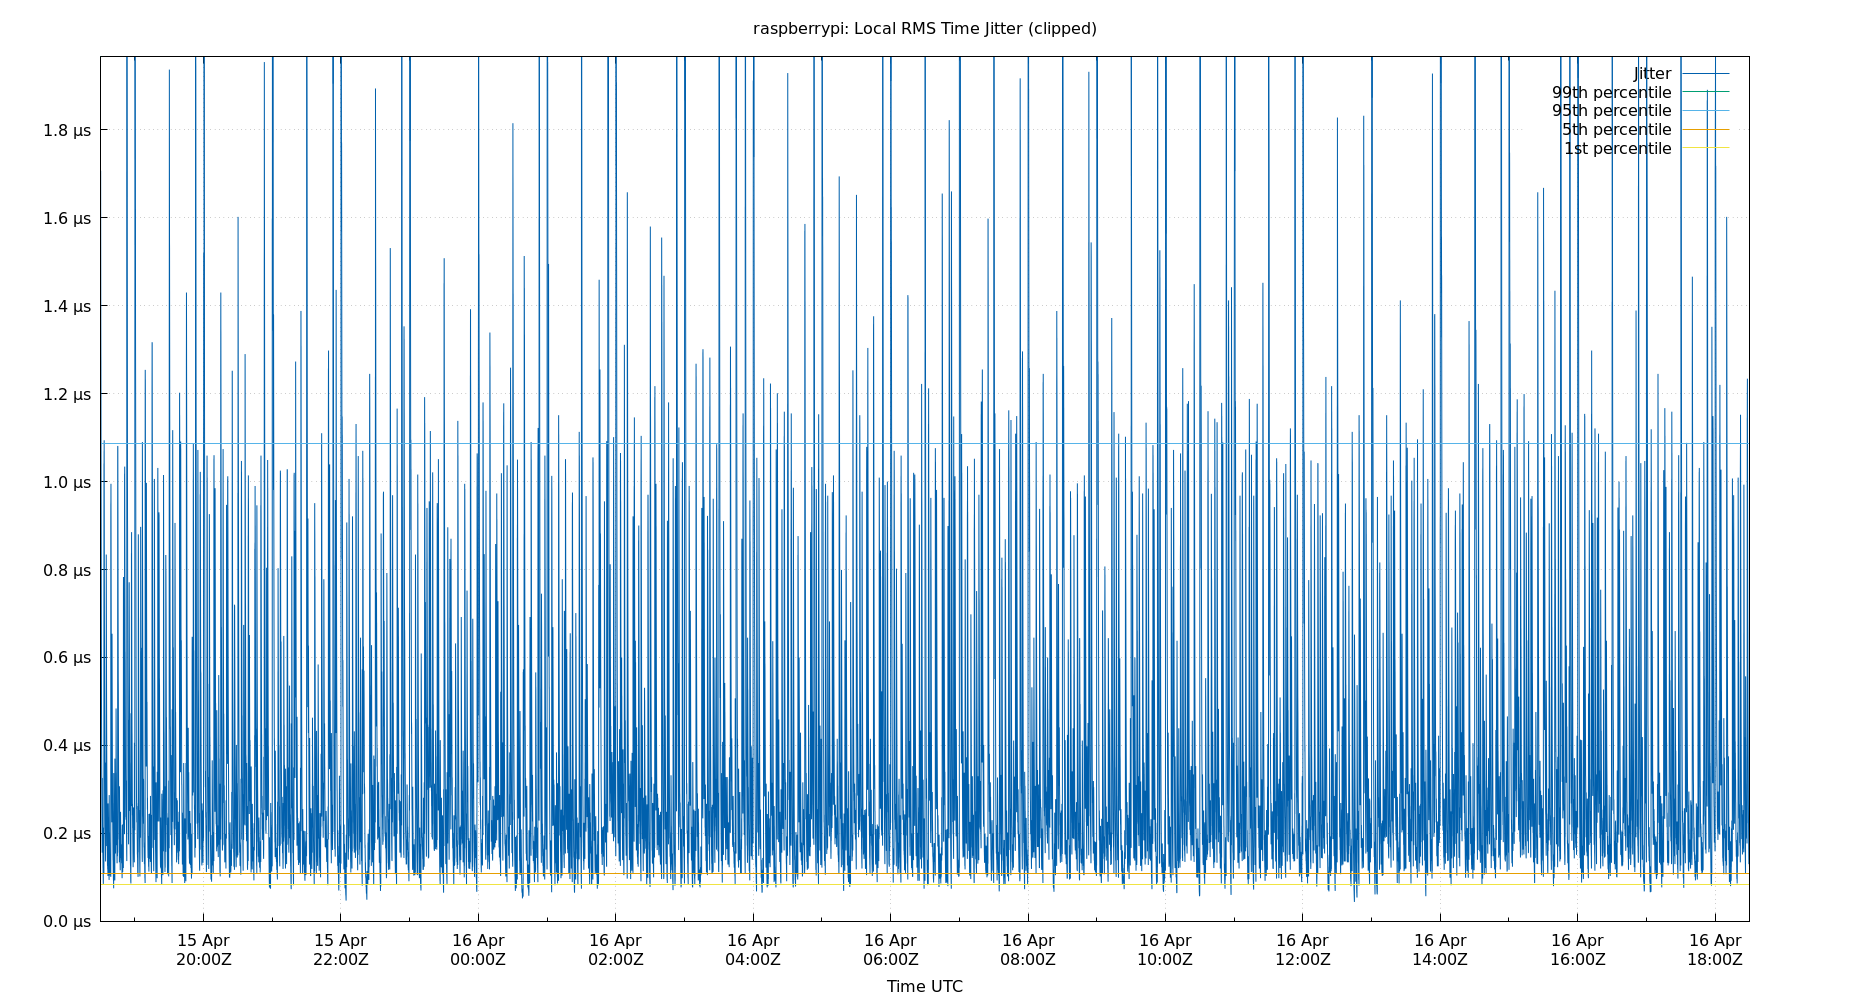 raspberrypi: Local RMS Time Jitter (clipped)
Jitter
99th percentile
95th percentile
5th percentile
1st percentile
1.8 µs
1.6 µs
1.4 µs
1.2 µs
1.0 µs
0.8 µs
0.6 µs
0.4 µs
0.2 µs
0.0 µs
15 Apr 15 Apr 16 Apr 16 Apr 16 Apr 16 Apr 16 Apr 16 Apr 16 Apr 16 Apr 16 Apr 16 Apr
20:00Z 22:00Z 00:00Z 02:00Z 04:00Z 06:00Z 08:00Z 10:00Z 12:00Z 14:00Z 16:00Z 18:00Z
Time UTC